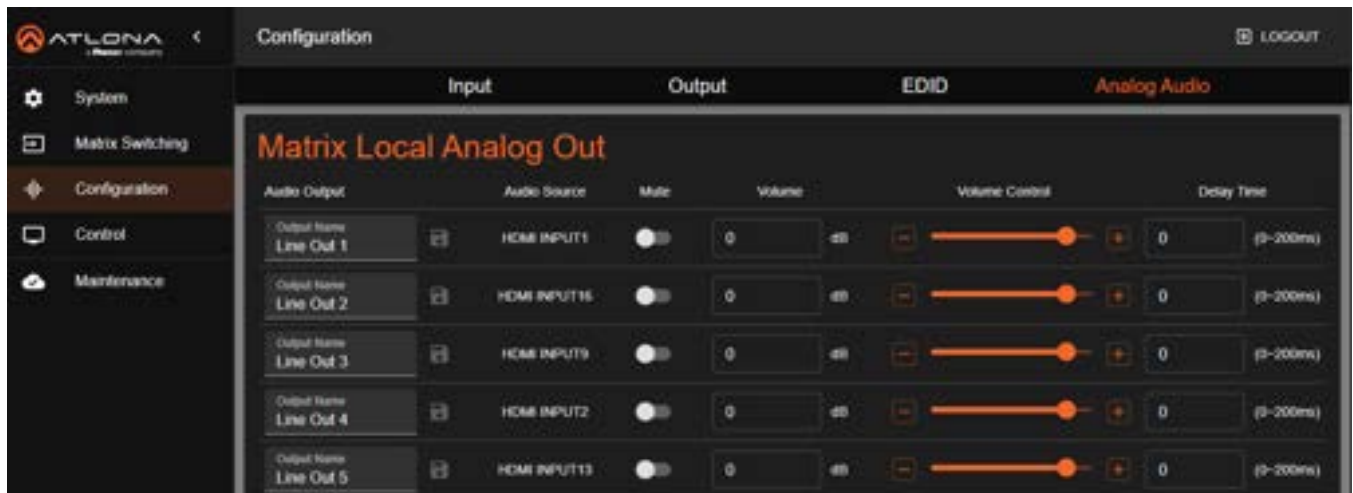 ATLONA
Configuration
LOGOUT
System
Matrix Switching
Configuration
Control
Maintenance
Input Output EDID Analog Audio
Matrix Local Analog Out
Audio Output Audio Source Mute Volume Volume Control Delay Time
Output Name
Line Out 1 HDMI INPUT1 0 dB 0 (0~200ms)
Output Name
Line Out 2 HDMI INPUT16 0 dB 0 (0~200ms)
Output Name
Line Out 3 HDMI INPUT9 0 dB 0 (0~200ms)
Output Name
Line Out 4 HDMI INPUT2 0 dB 0 (0~200ms)
Output Name
Line Out 5 HDMI INPUT13 0 dB 0 (0~200ms)